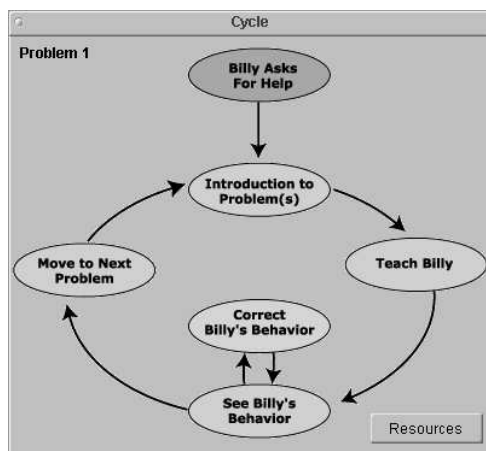 Cycle
Problem 1
Billy Asks
For Help
Introduction to
Problem(s)
Move to Next
Problem
Teach Billy
Correct
Billy's Behavior
See Billy's
Behavior
Resources